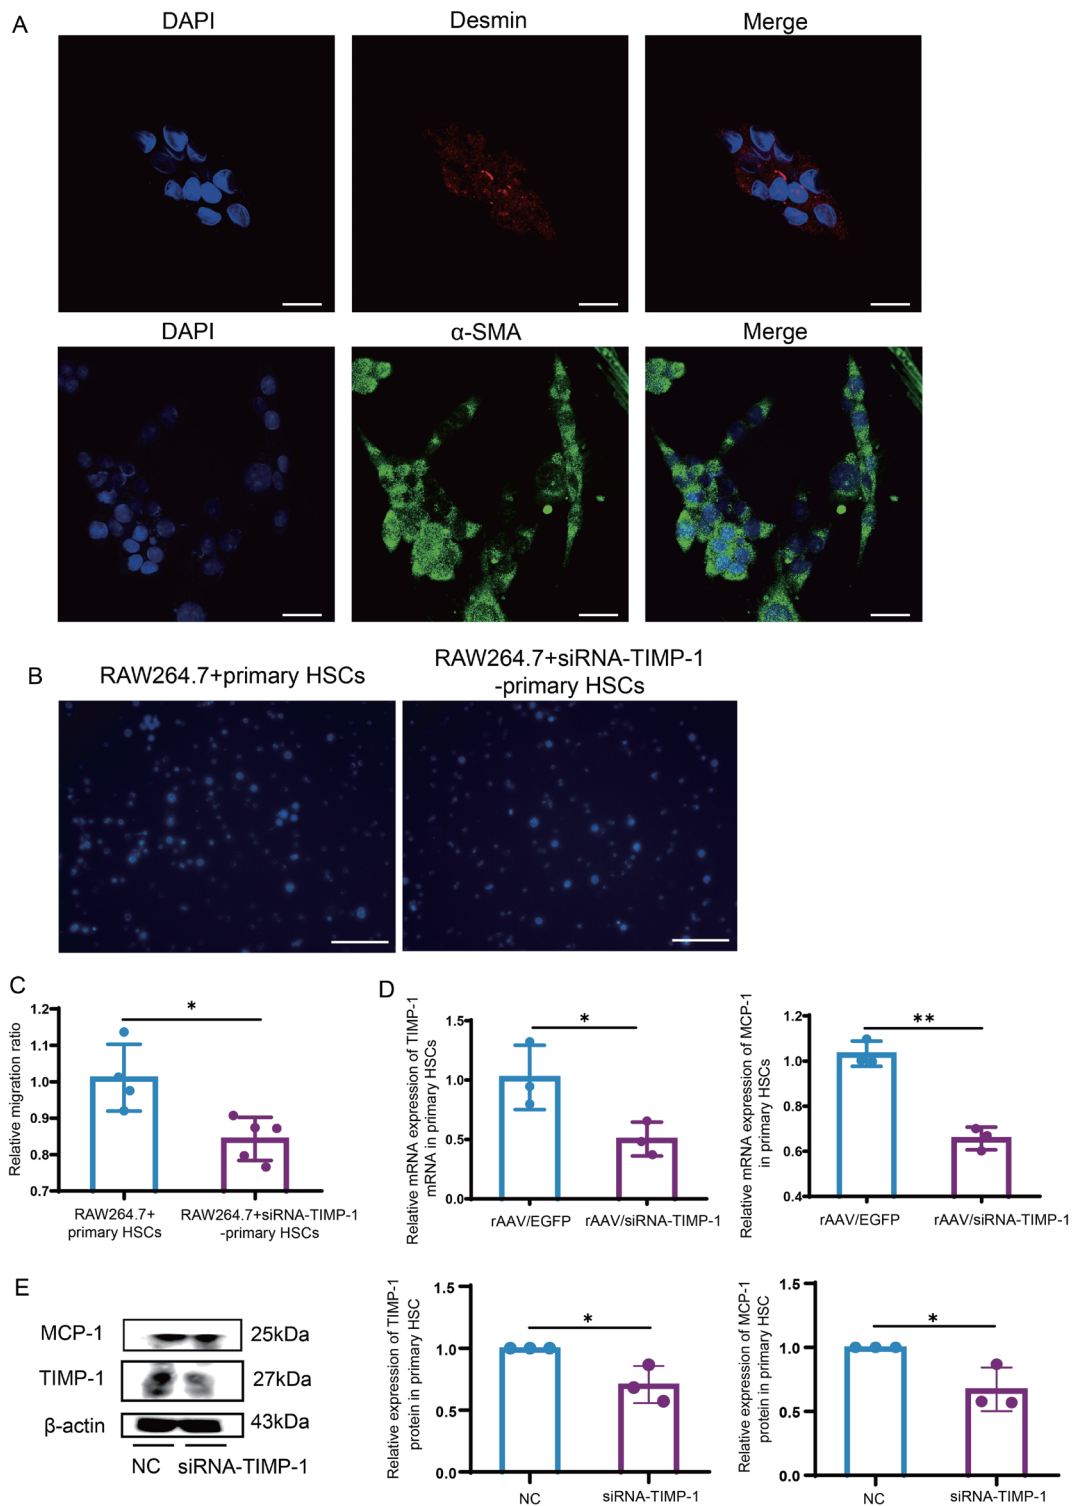 A
DAPI
Desmin
Merge
DAPI
α-SMA
Merge
B
RAW264.7+primary HSCs
RAW264.7+siRNA-TIMP-1
-primary HSCs
C
Relative migration ratio
1.2
1.1
1.0
0.9
0.8
0.7
*
RAW264.7+
primary HSCs
RAW264.7+siRNA-TIMP-1
-primary HSCs
D
Relative mRNA expression of TIMP-1
mRNA in primary HSCs
1.5
1.0
0.5
0.0
*
rAAV/EGFP
rAAV/siRNA-TIMP-1
Relative mRNA expression of MCP-1
in primary HSCs
1.2
1.0
0.8
0.6
0.4
**
rAAV/EGFP
rAAV/siRNA-TIMP-1
E
MCP-1
25kDa
TIMP-1
27kDa
β-actin
43kDa
NC
siRNA-TIMP-1
Relative expression of TIMP-1
protein in primary HSC
1.5
1.0
0.5
0.0
*
NC
siRNA-TIMP-1
Relative expression of MCP-1
protein in primary HSC
1.5
1.0
0.5
0.0
*
NC
siRNA-TIMP-1